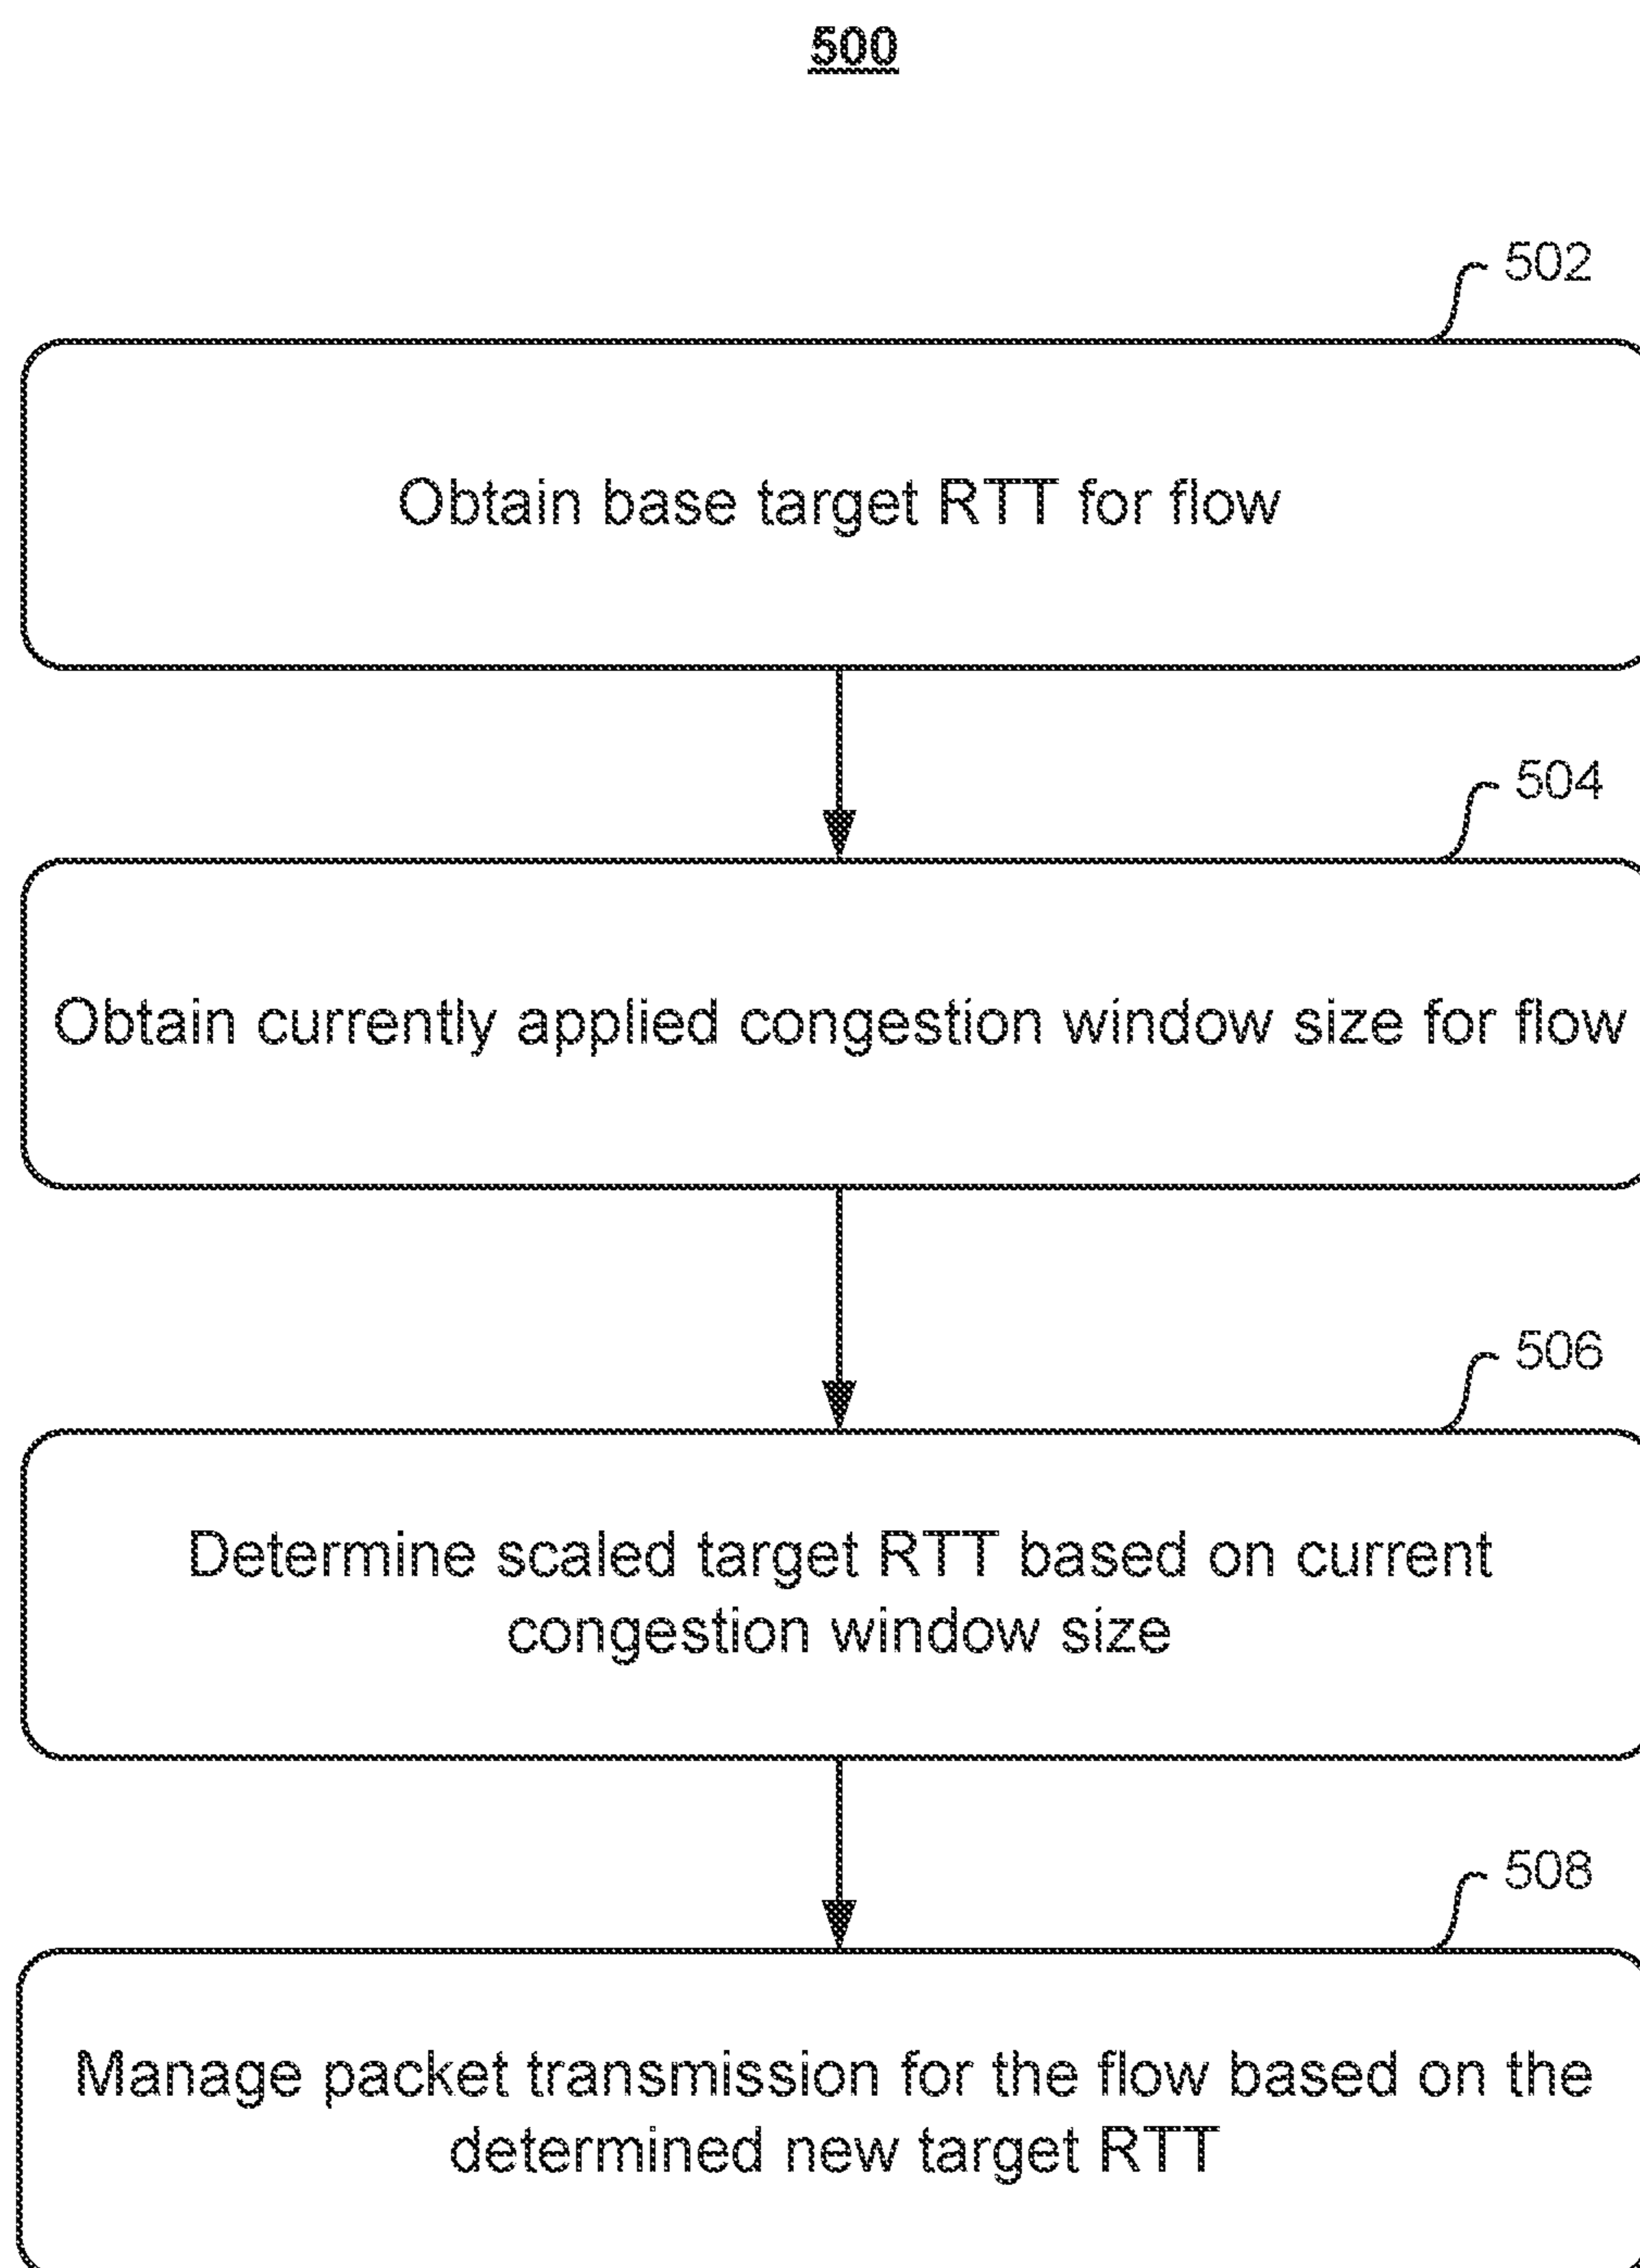 500
502
Obtain base target RTT for flow
504
Obtain currently applied congestion window size for flow
506
Determine scaled target RTT based on current
congestion window size
508
Manage packet transmission for the flow based on the
determined new target RTT